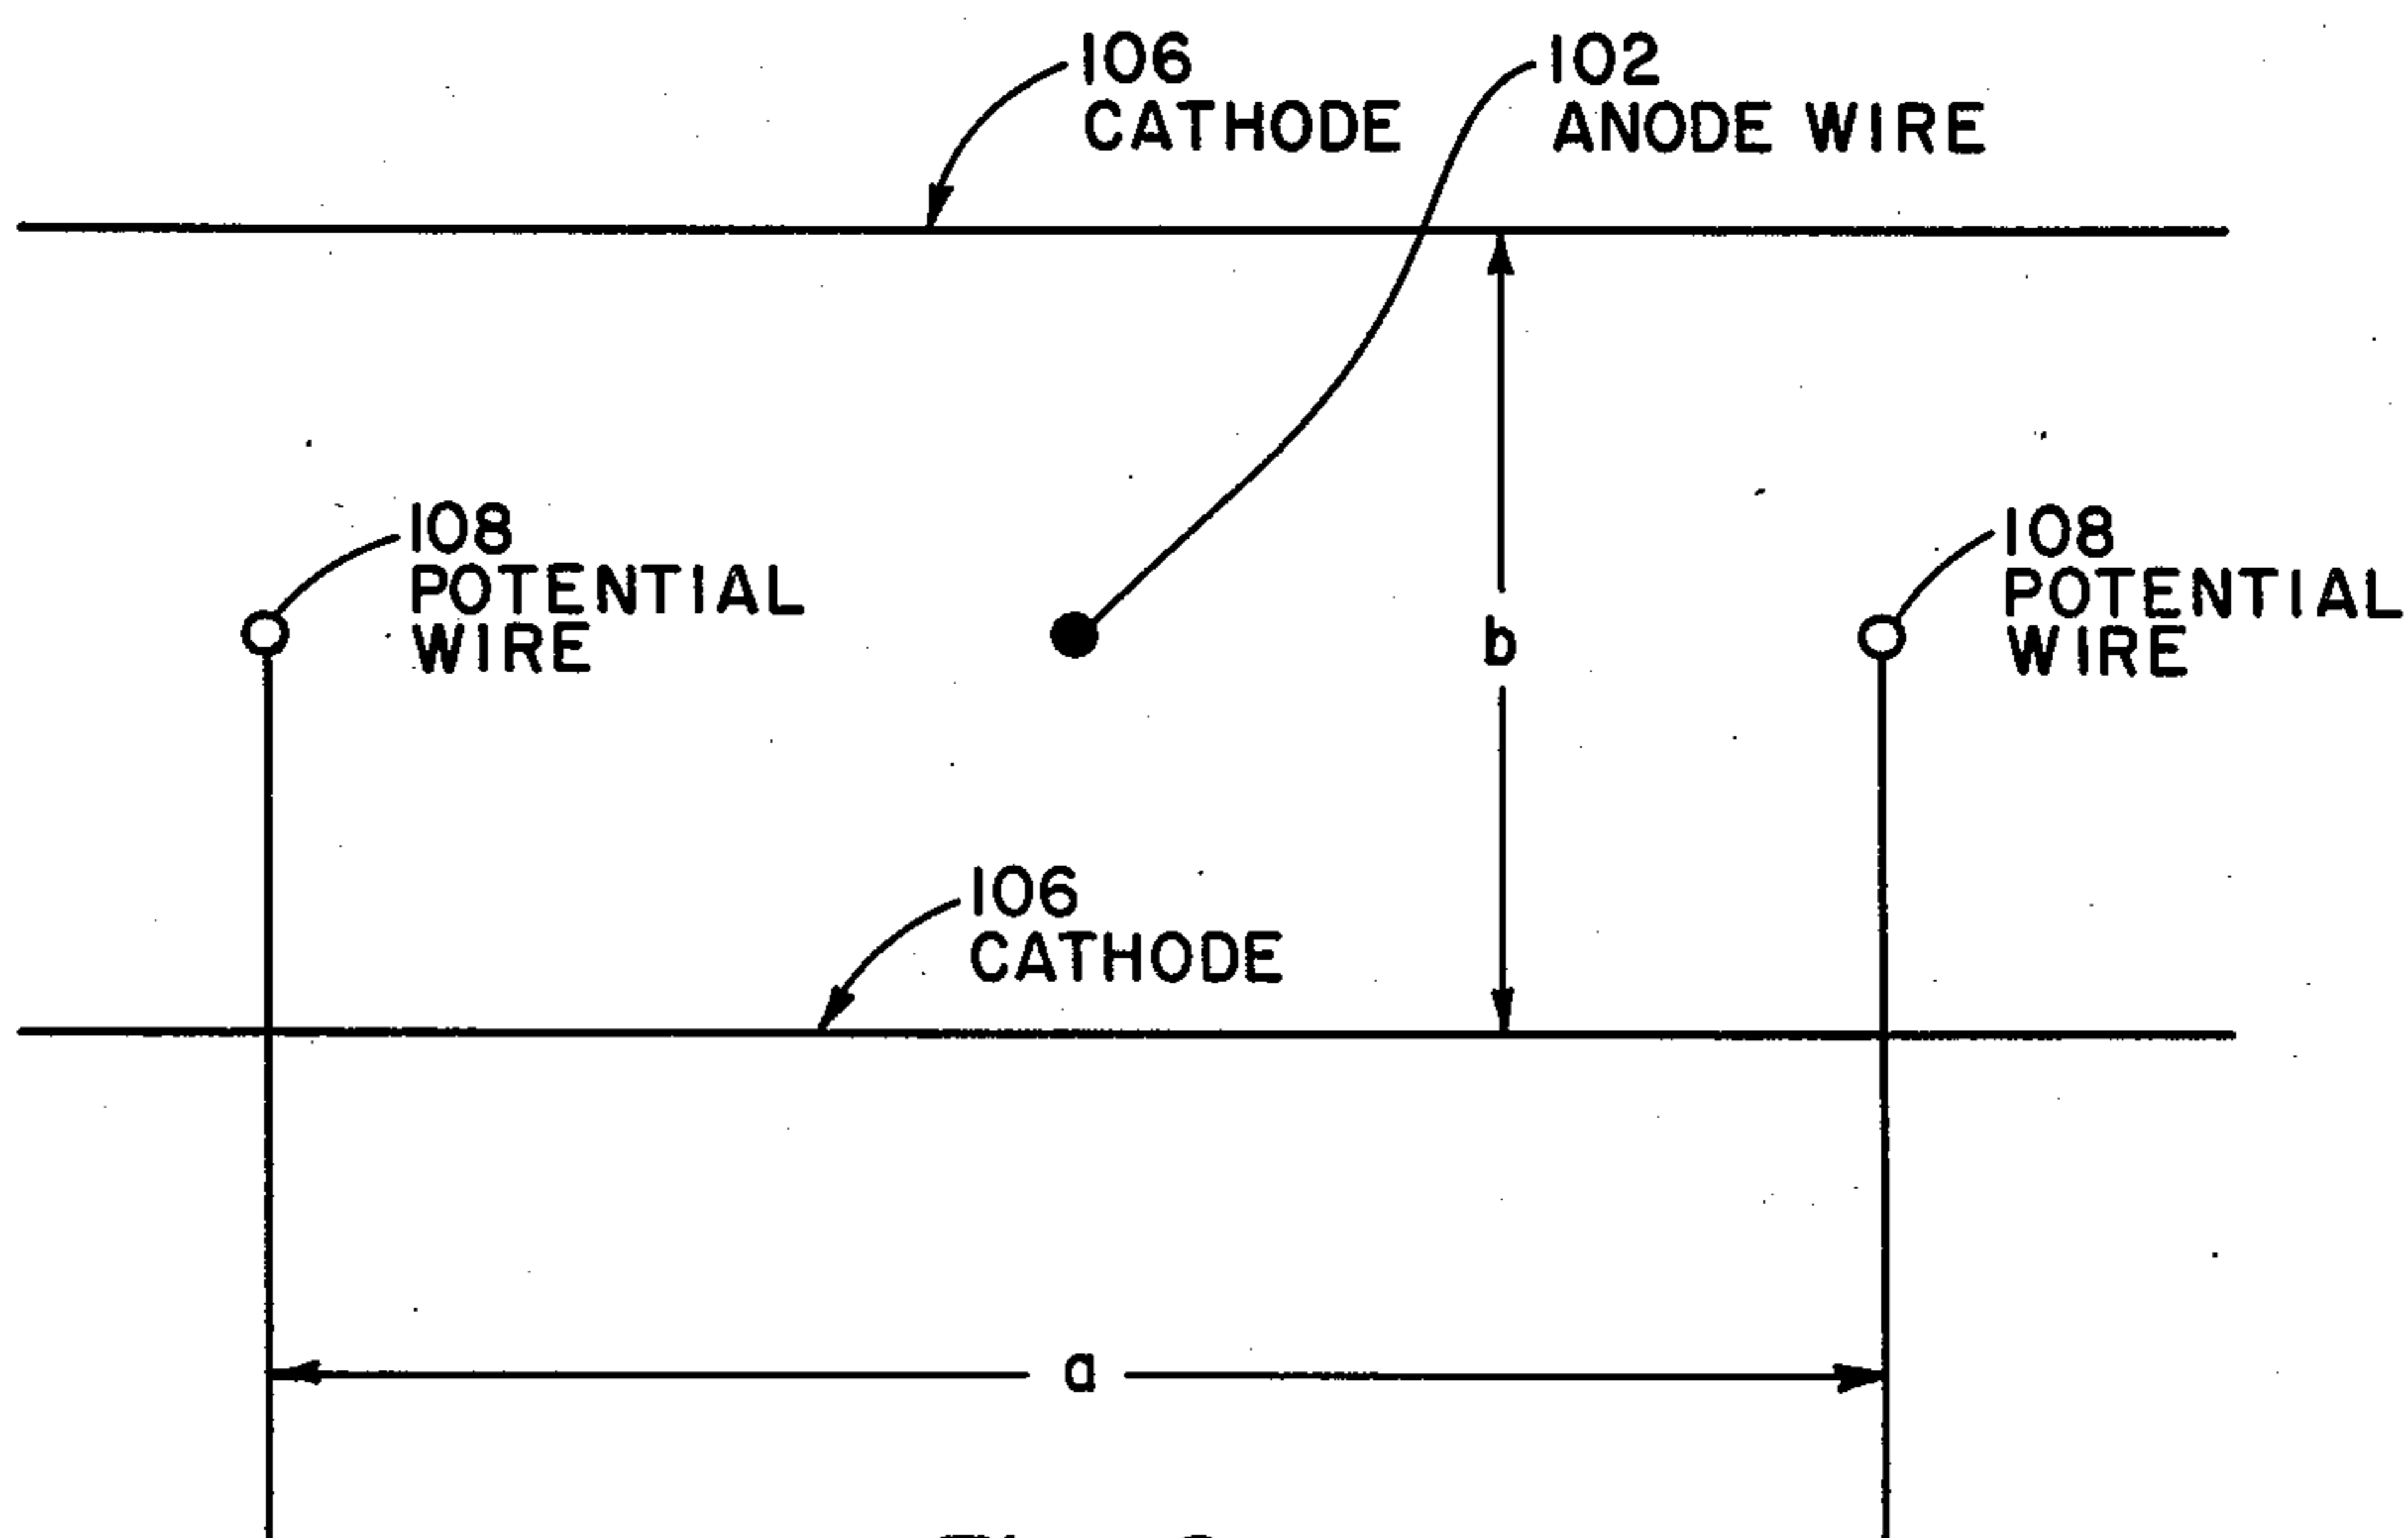 106
CATHODE
102
ANODE WIRE
108
POTENTIAL
WIRE
b
108
POTENTIAL
WIRE
106
CATHODE
a